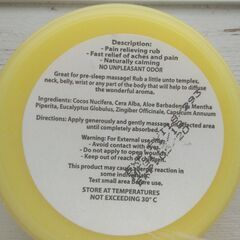 Description:
- Pain relieving rub
- Fast relief of aches and pain
- Naturally calming
NO UNPLEASANT ODOR
Great for pre-sleep massage! Rub a little unto temples,
neck, belly, wrist or any part of the body that will help to diffuse
the wonderful aroma.
Ingredients: Cocos Nucifera, Cera Alba, Aloe Barbadensis, Mentha
Piperita, Eucalyptus Globulus, Zingiber Officinale, Capsicum Annuum
Directions: Apply generously and gently massage affected area
until completely absorbed.
Warning: For External use only.
- Avoid contact with eyes.
- Do not apply to wounds
- Keep out of reach of children.
This product may cause reaction in some individuals.
Test small area before use.
STORE AT TEMPERATURES
NOT EXCEEDING 30° C